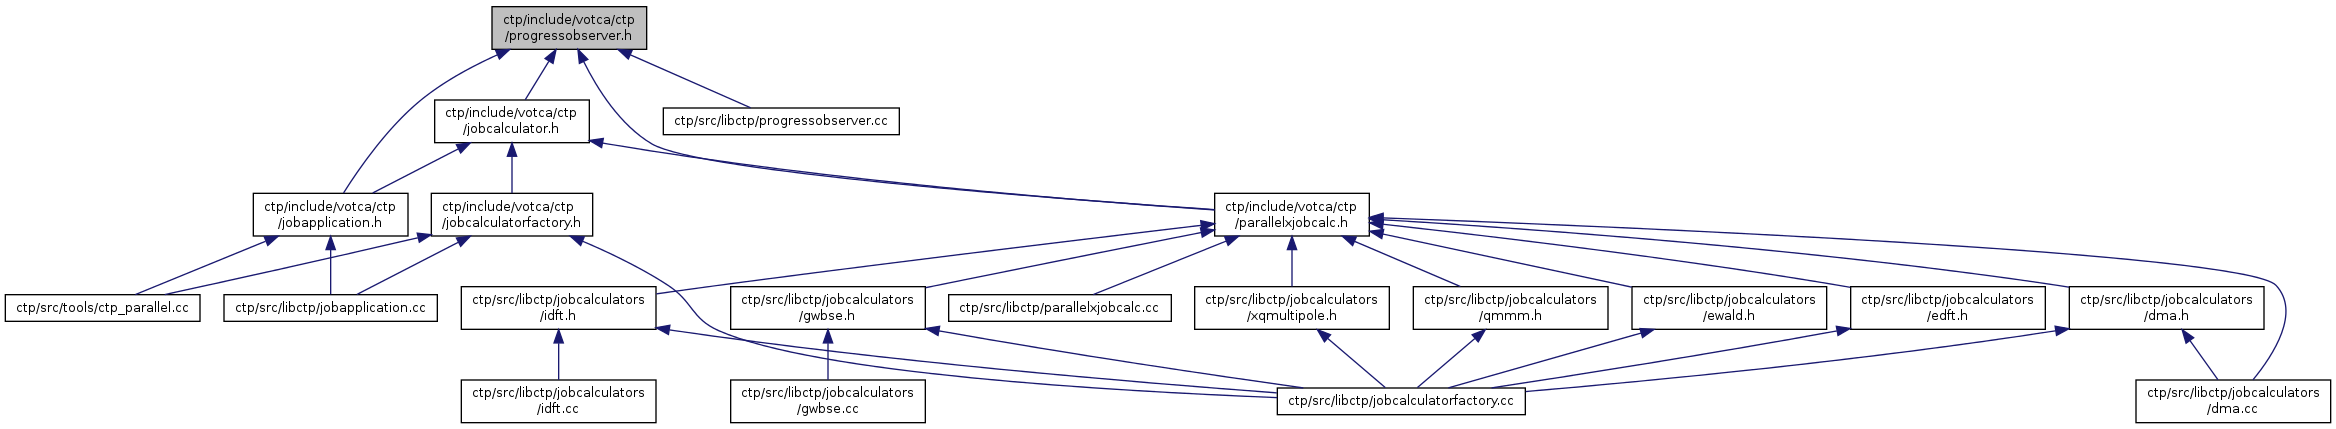 ctp/include/votca/ctp
/progressobserver.h
ctp/include/votca/ctp
/jobcalculator.h
ctp/src/libctp/progressobserver.cc
ctp/include/votca/ctp
/jobapplication.h
ctp/include/votca/ctp
/jobcalculatorfactory.h
ctp/include/votca/ctp
/parallelxjobcalc.h
ctp/src/tools/ctp_parallel.cc
ctp/src/libctp/jobapplication.cc
ctp/src/libctp/jobcalculators
/idft.h
ctp/src/libctp/jobcalculators
/gwbse.h
ctp/src/libctp/parallelxjobcalc.cc
ctp/src/libctp/jobcalculators
/xqmultipole.h
ctp/src/libctp/jobcalculators
/qmmm.h
ctp/src/libctp/jobcalculators
/ewald.h
ctp/src/libctp/jobcalculators
/edft.h
ctp/src/libctp/jobcalculators
/dma.h
ctp/src/libctp/jobcalculators
/idft.cc
ctp/src/libctp/jobcalculators
/gwbse.cc
ctp/src/libctp/jobcalculatorfactory.cc
ctp/src/libctp/jobcalculators
/dma.cc